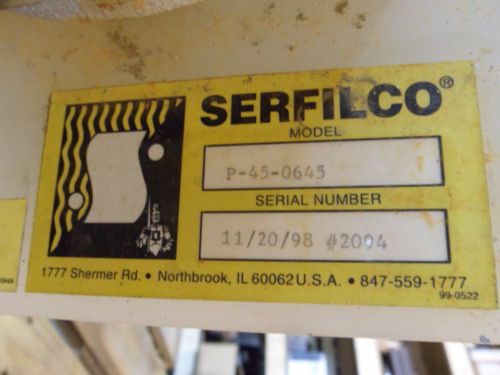 SERFILCO®
MODEL
P-45-0645
SERIAL NUMBER
11/20/98 #2094
1777 Shermer Rd. • Northbrook, IL 60062 U.S.A. • 847-559-1777
99-0522